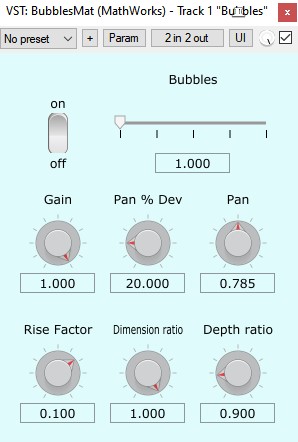 VST: BubblesMat (MathWorks) - Track 1 "Bubbles"
No preset + Param 2 in 2 out UI
Bubbles
on
off
1.000
Gain Pan % Dev Pan
1.000 20.000 0.785
Rise Factor Dimension ratio Depth ratio
0.100 1.000 0.900